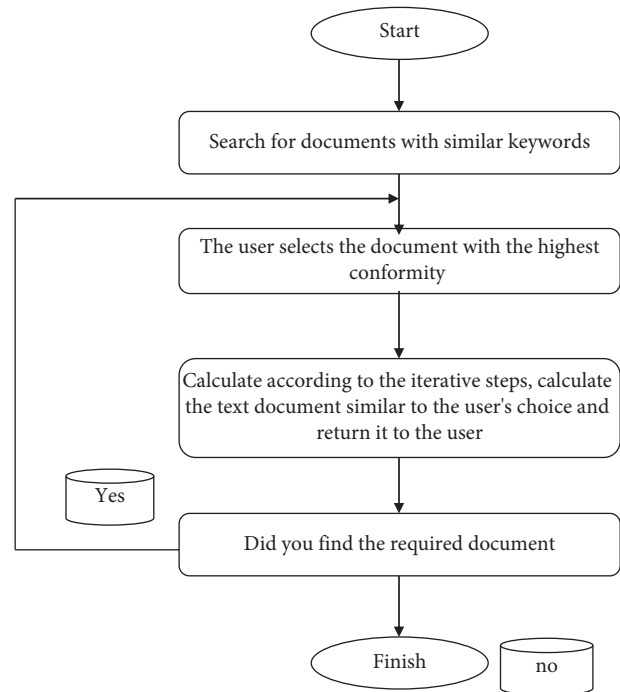 Start
Search for documents with similar keywords
The user selects the document with the highest
conformity
Calculate according to the iterative steps, calculate
the text document similar to the user's choice and
return it to the user
Yes
Did you find the required document
Finish
no